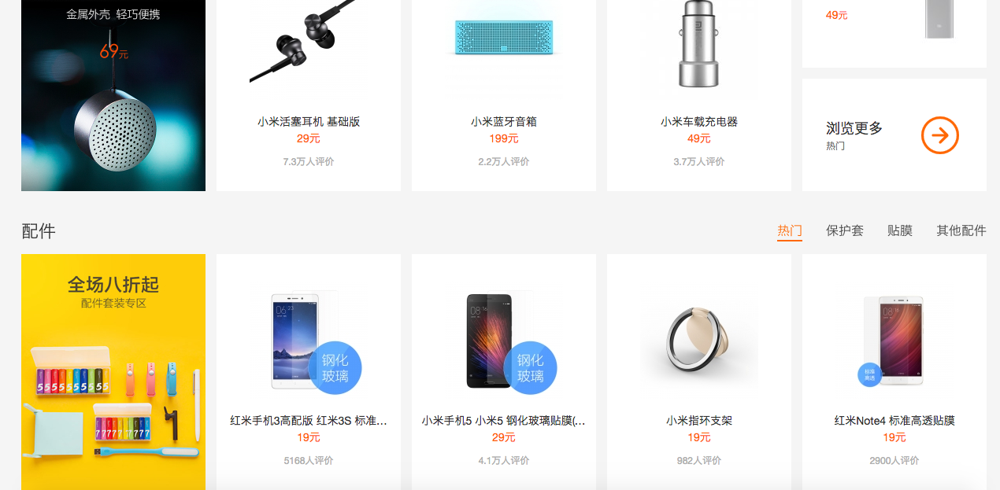 金属外壳 轻巧便携
69元
49元
小米活塞耳机 基础版
29元
7.3万人评价
小米蓝牙音箱
199元
2.2万人评价
小米车载充电器
49元
3.7万人评价
浏览更多
热门
配件
热门 保护套 贴膜 其他配件
全场八折起
配件套装专区
钢化
玻璃
红米手机3高配版 红米3S 标准...
19元
5168人评价
钢化
玻璃
小米手机5 小米5 钢化玻璃贴膜(...
29元
4.1万人评价
小米指环支架
19元
982人评价
标准
高透
红米Note4 标准高透贴膜
19元
2900人评价